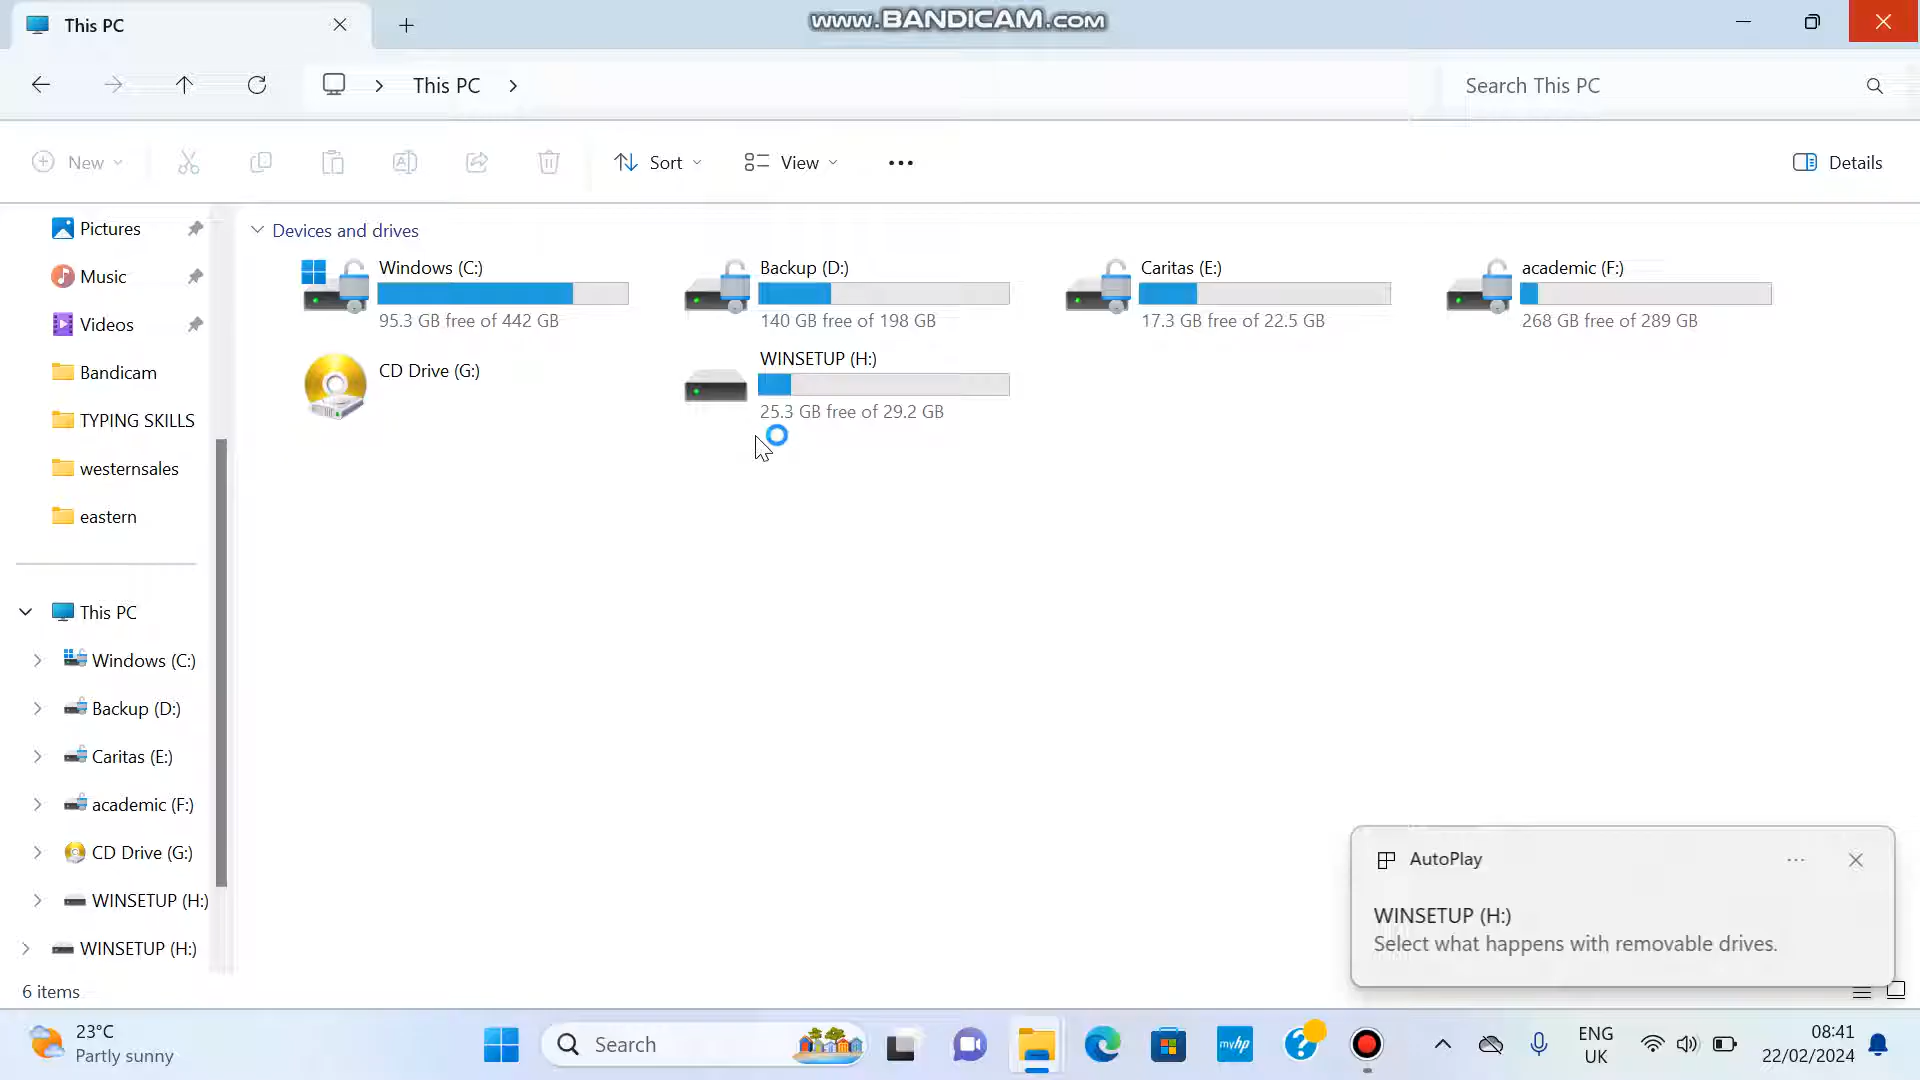 This PC
www.BANDICAM.com
This PC
Search This PC
New
Sort
View
Details
Pictures
Music
Videos
Bandicam
TYPING SKILLS
westernsales
eastern
This PC
Windows (C:)
Backup (D:)
Caritas (E:)
academic (F:)
CD Drive (G:)
WINSETUP (H:)
WINSETUP (H:)
6 items
Devices and drives
Windows (C:)
95.3 GB free of 442 GB
Backup (D:)
140 GB free of 198 GB
Caritas (E:)
17.3 GB free of 22.5 GB
academic (F:)
268 GB free of 289 GB
CD Drive (G:)
WINSETUP (H:)
25.3 GB free of 29.2 GB
AutoPlay
WINSETUP (H:)
Select what happens with removable drives.
23°C
Partly sunny
Search
myhp
ENG
UK
08:41
22/02/2024